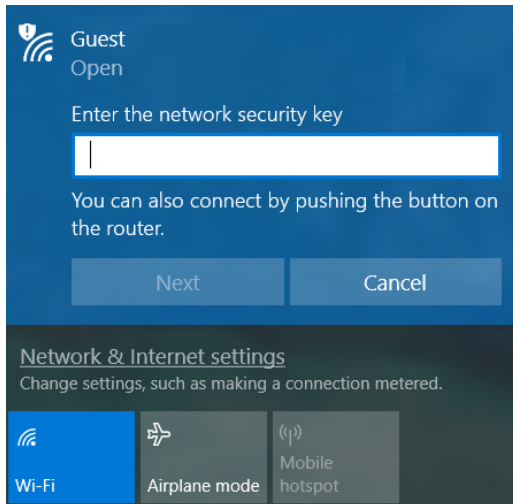 Guest
Open
Enter the network security key
You can also connect by pushing the button on
the router.
Next
Cancel
Network & Internet settings
Change settings, such as making a connection metered.
Wi-Fi
Airplane mode
Mobile
hotspot